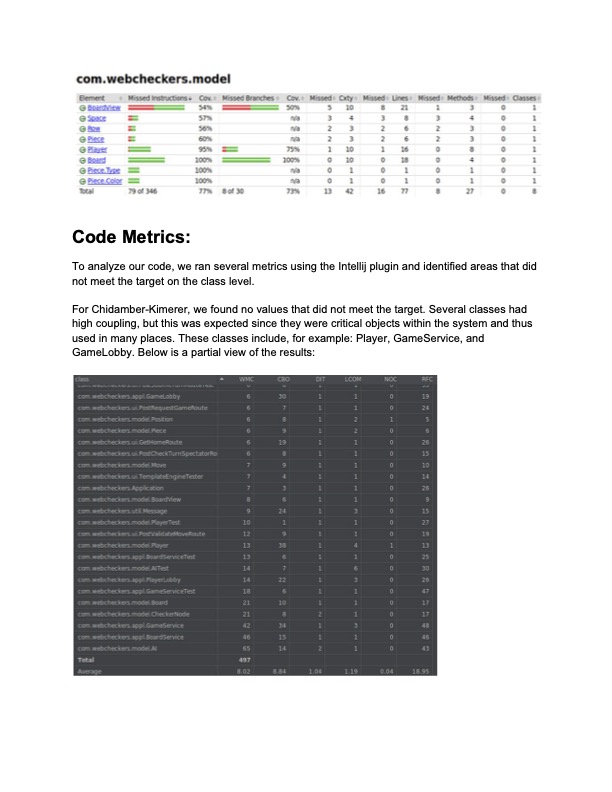 com.webcheckers.model
Element Missed Instructions Cov. Missed Branches Cov. Missed Cxty Missed Lines Missed Methods Missed Classes
BoardView 54% 50% 5 10 8 21 1 3 0 1
Space 57% n/a 3 4 3 8 3 4 0 1
Row 56% n/a 2 3 2 6 2 3 0 1
Piece 60% n/a 2 3 2 6 2 3 0 1
Player 95% 75% 1 10 1 16 0 8 0 1
Board 100% 100% 0 10 0 18 0 4 0 1
Piece.Type 100% n/a 0 1 0 1 0 1 0 1
Piece.Color 100% n/a 0 1 0 1 0 1 0 1
Total 79 of 346 77% 8 of 30 73% 13 42 16 77 8 27 0 8
Code Metrics:
To analyze our code, we ran several metrics using the Intellij plugin and identified areas that did
not meet the target on the class level.
For Chidamber-Kimerer, we found no values that did not meet the target. Several classes had
high coupling, but this was expected since they were critical objects within the system and thus
used in many places. These classes include, for example: Player, GameService, and
GameLobby. Below is a partial view of the results:
class WMC CBO DIT LCOM NOC RFC
com.webcheckers.appl.GameLobby 6 30 1 1 0 19
com.webcheckers.ui.PostRequestGameRoute 6 7 1 1 0 24
com.webcheckers.model.Position 6 8 1 2 1 5
com.webcheckers.model.Piece 6 9 1 2 0 6
com.webcheckers.ui.GetHomeRoute 6 19 1 1 0 26
com.webcheckers.ui.PostCheckTurnSpectatorRo 6 8 1 1 0 15
com.webcheckers.model.Move 7 9 1 1 0 10
com.webcheckers.ui.TemplateEngineTester 7 4 1 1 0 14
com.webcheckers.Application 7 3 1 1 0 26
com.webcheckers.model.BoardView 8 6 1 1 0 9
com.webcheckers.util.Message 9 24 1 3 0 15
com.webcheckers.model.PlayerTest 10 1 1 1 0 27
com.webcheckers.ui.PostValidateMoveRoute 12 9 1 1 0 19
com.webcheckers.model.Player 13 38 1 4 1 13
com.webcheckers.appl.BoardServiceTest 13 6 1 1 0 25
com.webcheckers.model.AITest 14 7 1 6 0 30
com.webcheckers.appl.PlayerLobby 14 22 1 3 0 26
com.webcheckers.appl.GameServiceTest 18 6 1 1 0 47
com.webcheckers.model.Board 21 10 1 1 0 17
com.webcheckers.model.CheckerNode 21 8 2 1 0 17
com.webcheckers.appl.GameService 42 34 1 3 0 48
com.webcheckers.appl.BoardService 46 15 1 1 0 46
com.webcheckers.model.AI 65 14 2 1 0 43
Total 497
Average 8.02 8.84 1.04 1.19 0.04 18.95